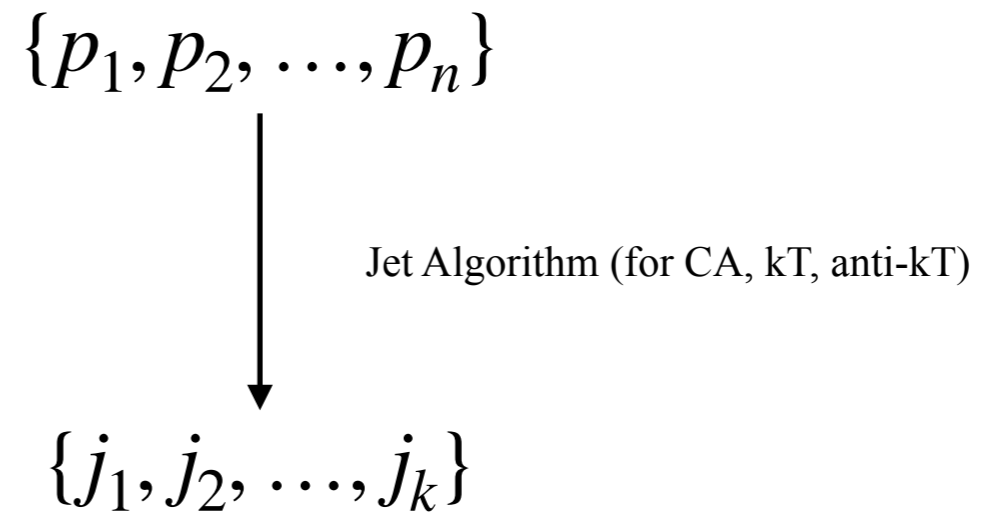 {p₁, p₂, …, pₙ}
Jet Algorithm (for CA, kT, anti-kT)
{j₁, j₂, …, jₖ}